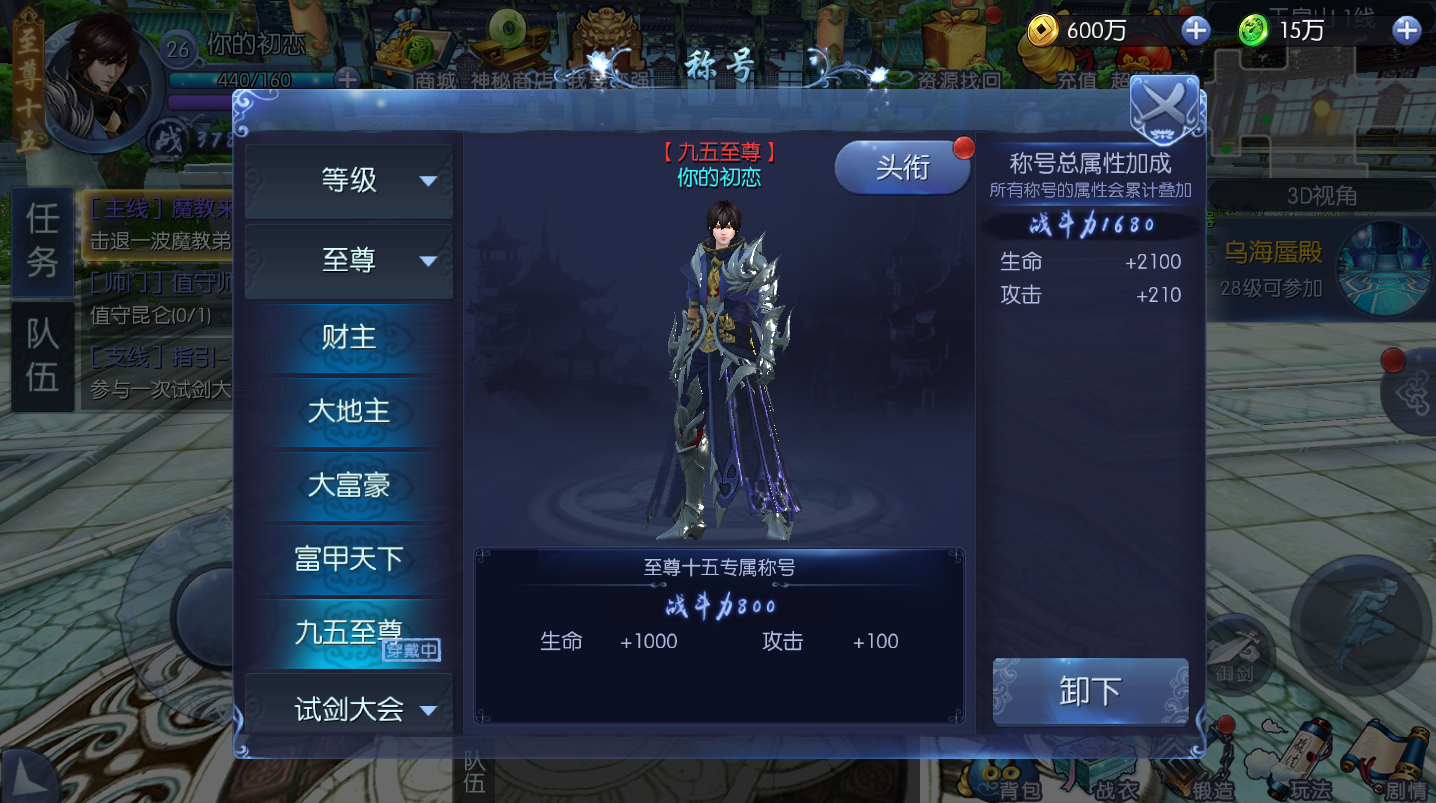 至尊十五
26
你的初恋
440/160
战
378
商城
神秘商店
称号
资源找回
充值
600万
15万
任务
[主线] 魔教来
击退一波魔教弟
[师门] 值守师
值守昆仑(0/1)
[支线] 指引-
参与一次试剑大
队伍
等级
至尊
财主
大地主
大富豪
富甲天下
九五至尊
穿戴中
试剑大会
【 九五至尊 】
你的初恋
头衔
至尊十五专属称号
战斗力800
生命 +1000 攻击 +100
称号总属性加成
所有称号的属性会累计叠加
战斗力1680
生命 +2100
攻击 +210
卸下
3D视角
乌海蜃殿
28级可参加
御剑
队伍
背包
战衣
锻造
玩法
剧情